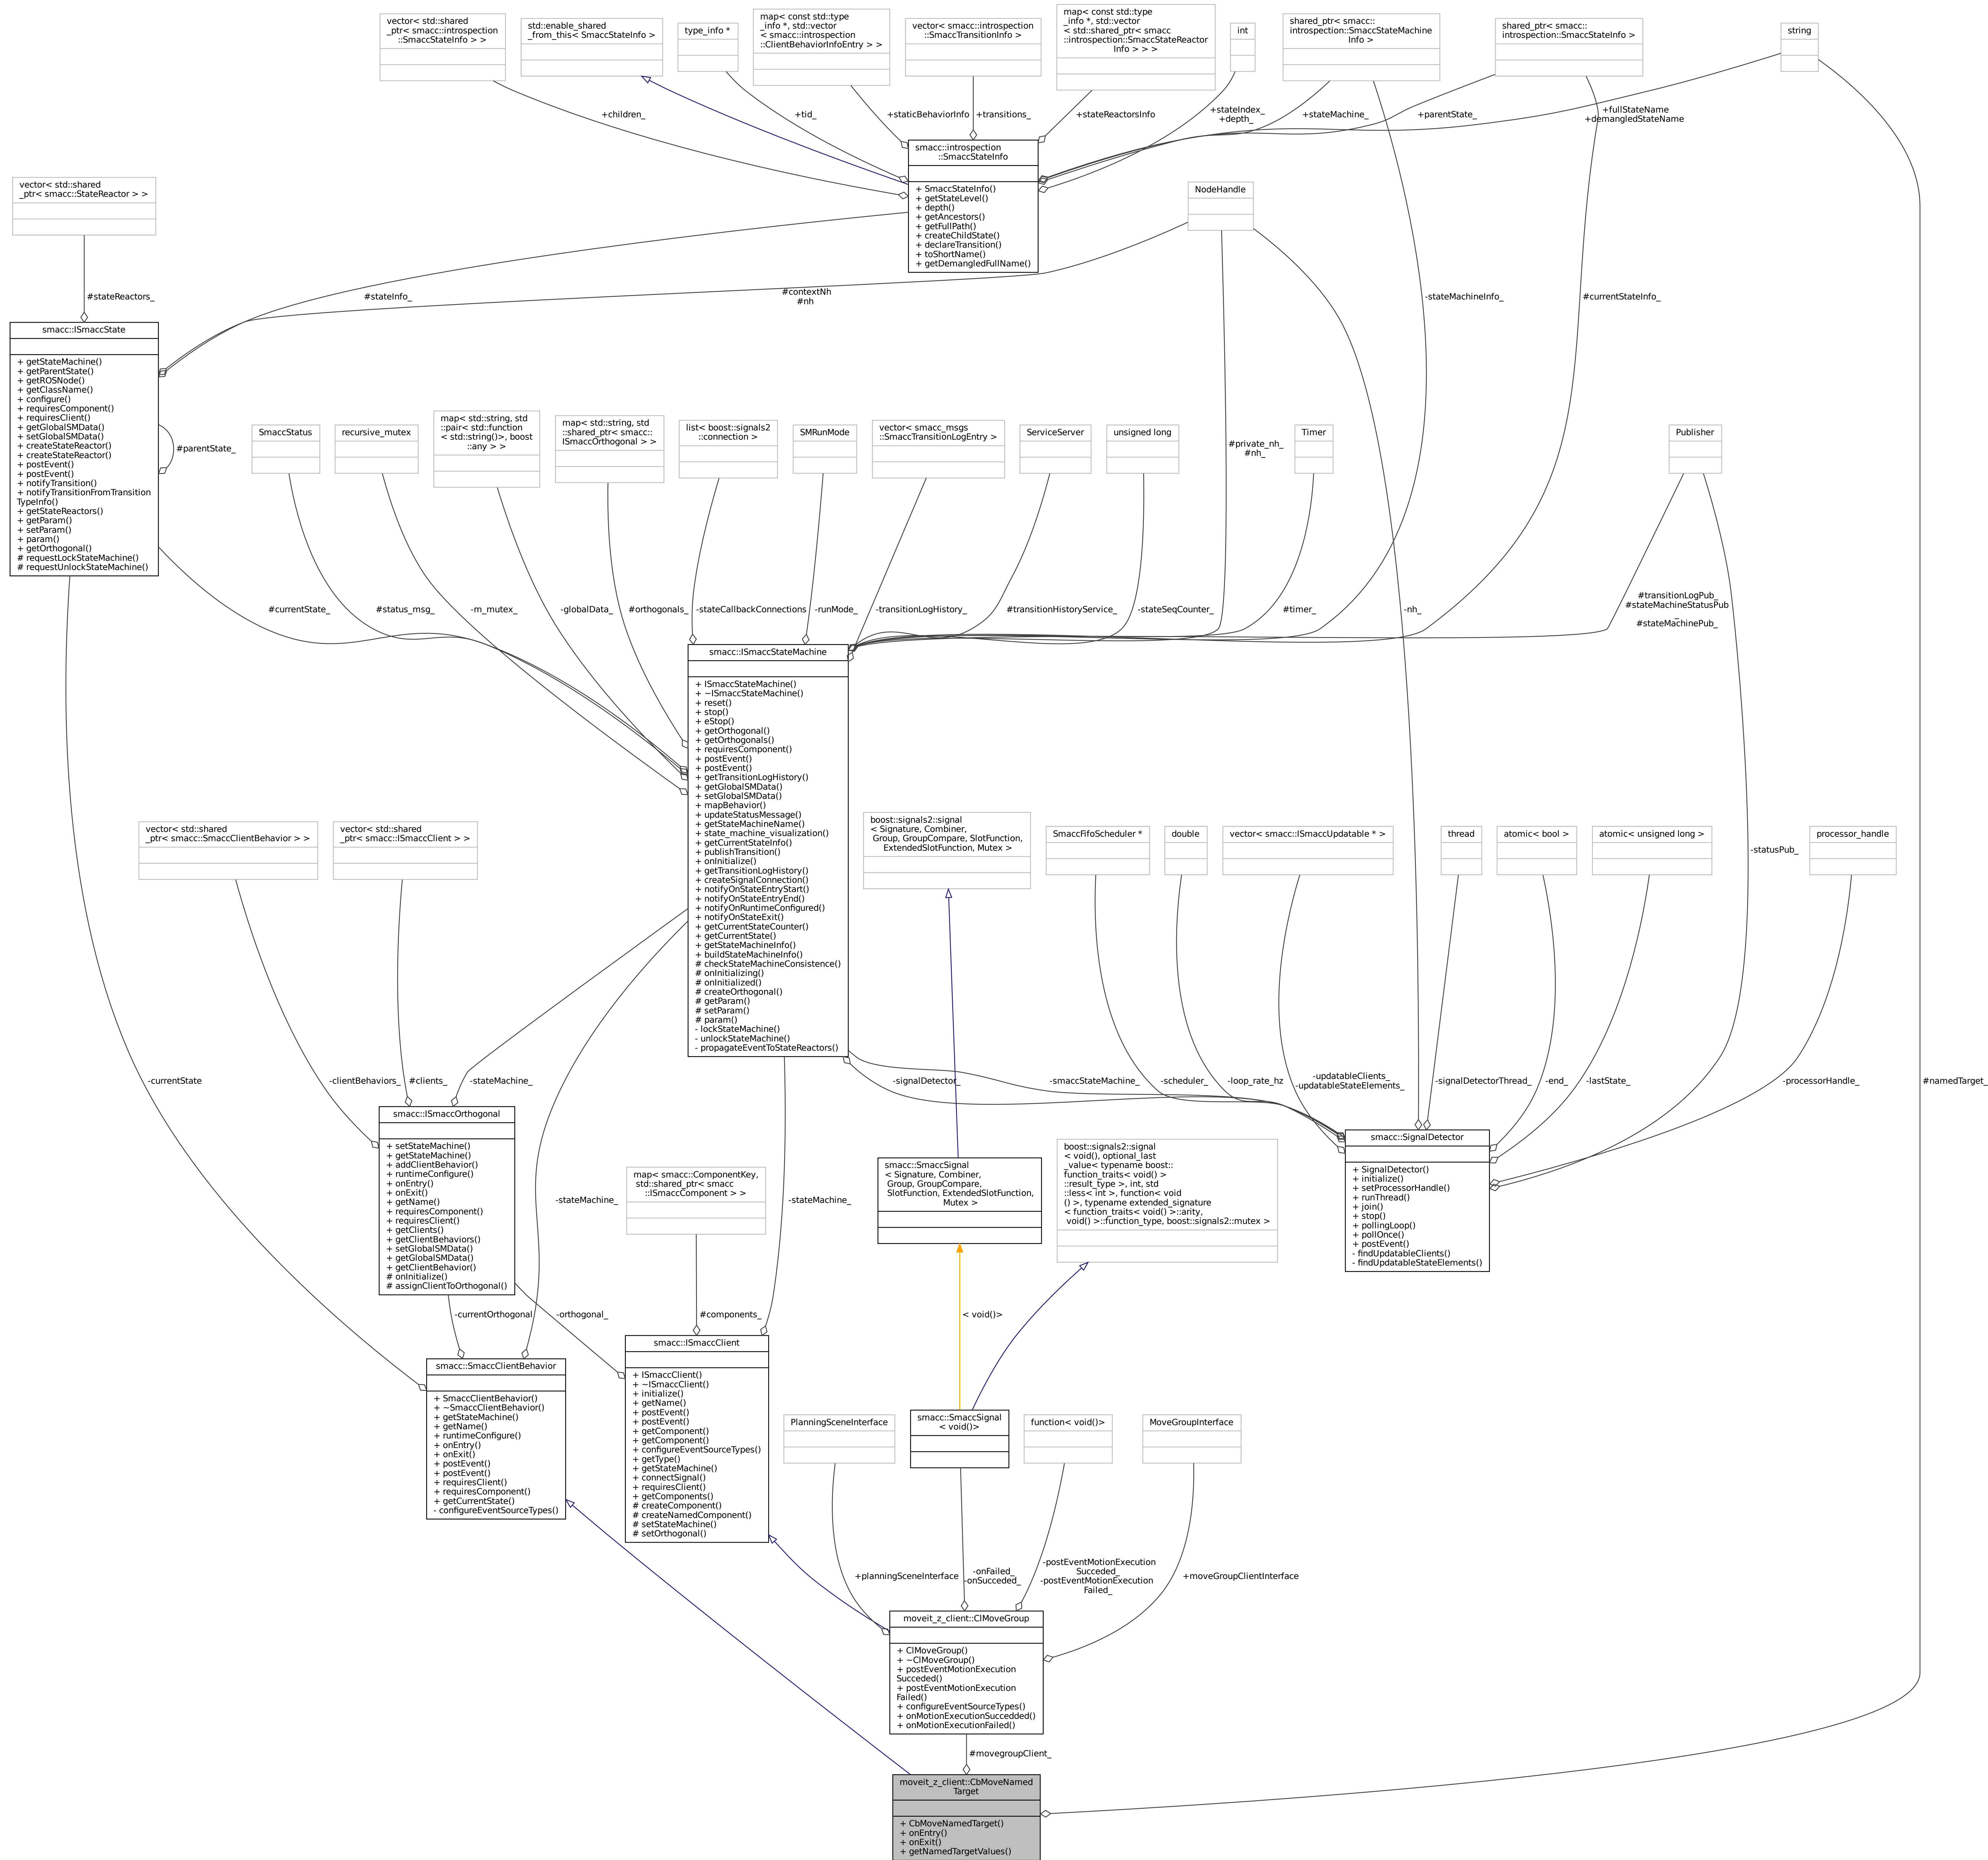 vector< std::shared
_ptr< smacc::introspection
::SmaccStateInfo > >
std::enable_shared
_from_this< SmaccStateInfo >
type_info *
map< const std::type
_info *, std::vector
< smacc::introspection
::ClientBehaviorInfoEntry > >
vector< smacc::introspection
::SmaccTransitionInfo >
map< const std::type
_info *, std::vector
< std::shared_ptr< smacc
::introspection::SmaccStateReactor
Info > > >
int
shared_ptr< smacc::
introspection::SmaccStateMachine
Info >
shared_ptr< smacc::
introspection::SmaccStateInfo >
string
+children_
+tid_
+staticBehaviorInfo
+transitions_
+stateReactorsInfo
+stateIndex_
+depth_
+stateMachine_
+parentState_
+fullStateName
+demangledStateName
smacc::introspection
::SmaccStateInfo
+ SmaccStateInfo()
+ getStateLevel()
+ depth()
+ getAncestors()
+ getFullPath()
+ createChildState()
+ declareTransition()
+ toShortName()
+ getDemangledFullName()
vector< std::shared
_ptr< smacc::StateReactor > >
NodeHandle
#stateReactors_
#stateInfo_
#contextNh
#nh
-stateMachineInfo_
#currentStateInfo_
smacc::ISmaccState
+ getStateMachine()
+ getParentState()
+ getROSNode()
+ getClassName()
+ configure()
+ requiresComponent()
+ requiresClient()
+ getGlobalSMData()
+ setGlobalSMData()
+ createStateReactor()
+ createStateReactor()
+ postEvent()
+ postEvent()
+ notifyTransition()
+ notifyTransitionFromTransition
TypeInfo()
+ getStateReactors()
+ getParam()
+ setParam()
+ param()
+ getOrthogonal()
# requestLockStateMachine()
# requestUnlockStateMachine()
#parentState_
SmaccStatus
recursive_mutex
map< std::string, std
::pair< std::function
< std::string()>, boost
::any > >
map< std::string, std
::shared_ptr< smacc::
ISmaccOrthogonal > >
list< boost::signals2
::connection >
SMRunMode
vector< smacc_msgs
::SmaccTransitionLogEntry >
ServiceServer
unsigned long
#private_nh_
#nh_
Timer
Publisher
#currentState_
#status_msg_
-m_mutex_
-globalData_
#orthogonals_
-stateCallbackConnections
-runMode_
-transitionLogHistory_
#transitionHistoryService_
-stateSeqCounter_
#timer_
-nh_
#transitionLogPub_
#stateMachineStatusPub
_
#stateMachinePub_
smacc::ISmaccStateMachine
+ ISmaccStateMachine()
+ ~ISmaccStateMachine()
+ reset()
+ stop()
+ eStop()
+ getOrthogonal()
+ getOrthogonals()
+ requiresComponent()
+ postEvent()
+ postEvent()
+ getTransitionLogHistory()
+ getGlobalSMData()
+ setGlobalSMData()
+ mapBehavior()
+ updateStatusMessage()
+ getStateMachineName()
+ state_machine_visualization()
+ getCurrentStateInfo()
+ publishTransition()
+ onInitialize()
+ getTransitionLogHistory()
+ createSignalConnection()
+ notifyOnStateEntryStart()
+ notifyOnStateEntryEnd()
+ notifyOnRuntimeConfigured()
+ notifyOnStateExit()
+ getCurrentStateCounter()
+ getCurrentState()
+ getStateMachineInfo()
+ buildStateMachineInfo()
# checkStateMachineConsistence()
# onInitializing()
# onInitialized()
# createOrthogonal()
# getParam()
# setParam()
# param()
- lockStateMachine()
- unlockStateMachine()
- propagateEventToStateReactors()
vector< std::shared
_ptr< smacc::SmaccClientBehavior > >
vector< std::shared
_ptr< smacc::ISmaccClient > >
boost::signals2::signal
< Signature, Combiner,
Group, GroupCompare, SlotFunction,
ExtendedSlotFunction, Mutex >
SmaccFifoScheduler *
double
vector< smacc::ISmaccUpdatable * >
thread
atomic< bool >
atomic< unsigned long >
-statusPub_
processor_handle
-currentState
-clientBehaviors_
#clients_
-stateMachine_
-signalDetector_
-smaccStateMachine_
-scheduler_
-loop_rate_hz
-updatableClients_
-updatableStateElements_
-signalDetectorThread_
-end_
-lastState_
-processorHandle_
#namedTarget_
smacc::ISmaccOrthogonal
+ setStateMachine()
+ getStateMachine()
+ addClientBehavior()
+ runtimeConfigure()
+ onEntry()
+ onExit()
+ getName()
+ requiresComponent()
+ requiresClient()
+ getClients()
+ getClientBehaviors()
+ setGlobalSMData()
+ getGlobalSMData()
+ getClientBehavior()
# onInitialize()
# assignClientToOrthogonal()
smacc::SignalDetector
+ SignalDetector()
+ initialize()
+ setProcessorHandle()
+ runThread()
+ join()
+ stop()
+ pollingLoop()
+ pollOnce()
+ postEvent()
- findUpdatableClients()
- findUpdatableStateElements()
-stateMachine_
map< smacc::ComponentKey,
std::shared_ptr< smacc
::ISmaccComponent > >
-stateMachine_
smacc::SmaccSignal
< Signature, Combiner,
Group, GroupCompare,
SlotFunction, ExtendedSlotFunction,
Mutex >
boost::signals2::signal
< void(), optional_last
_value< typename boost::
function_traits< void() >
::result_type >, int, std
::less< int >, function< void
() >, typename extended_signature
< function_traits< void() >::arity,
void() >::function_type, boost::signals2::mutex >
-currentOrthogonal
-orthogonal_
#components_
< void()>
smacc::SmaccClientBehavior
+ SmaccClientBehavior()
+ ~SmaccClientBehavior()
+ getStateMachine()
+ getName()
+ runtimeConfigure()
+ onEntry()
+ onExit()
+ postEvent()
+ postEvent()
+ requiresClient()
+ requiresComponent()
+ getCurrentState()
- configureEventSourceTypes()
smacc::ISmaccClient
+ ISmaccClient()
+ ~ISmaccClient()
+ initialize()
+ getName()
+ postEvent()
+ postEvent()
+ getComponent()
+ getComponent()
+ configureEventSourceTypes()
+ getType()
+ getStateMachine()
+ connectSignal()
+ requiresClient()
+ getComponents()
# createComponent()
# createNamedComponent()
# setStateMachine()
# setOrthogonal()
PlanningSceneInterface
smacc::SmaccSignal
< void()>
function< void()>
MoveGroupInterface
+planningSceneInterface
-onFailed_
-onSucceded_
-postEventMotionExecution
Succeded_
-postEventMotionExecution
Failed_
+moveGroupClientInterface
moveit_z_client::ClMoveGroup
+ ClMoveGroup()
+ ~ClMoveGroup()
+ postEventMotionExecution
Succeded()
+ postEventMotionExecution
Failed()
+ configureEventSourceTypes()
+ onMotionExecutionSuccedded()
+ onMotionExecutionFailed()
#movegroupClient_
moveit_z_client::CbMoveNamed
Target
+ CbMoveNamedTarget()
+ onEntry()
+ onExit()
+ getNamedTargetValues()